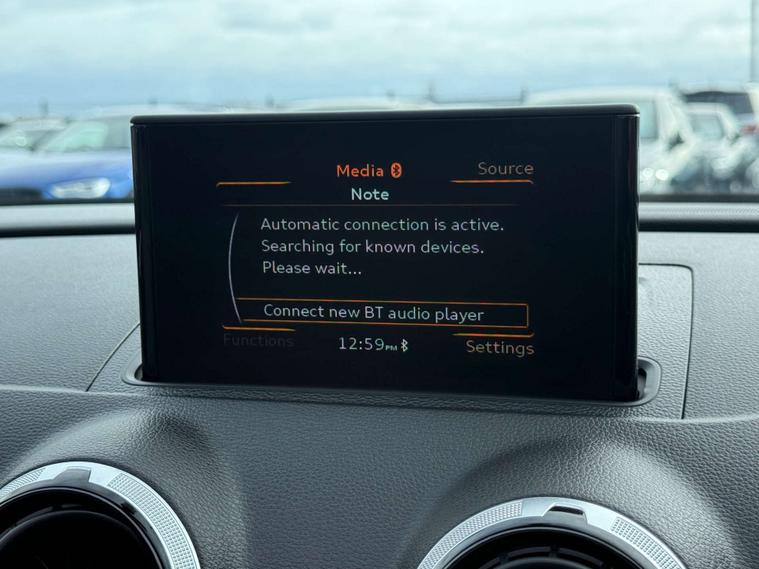 Media
Source
Note
Automatic connection is active.
Searching for known devices.
Please wait...
Connect new BT audio player
Functions
12:59PM
Settings